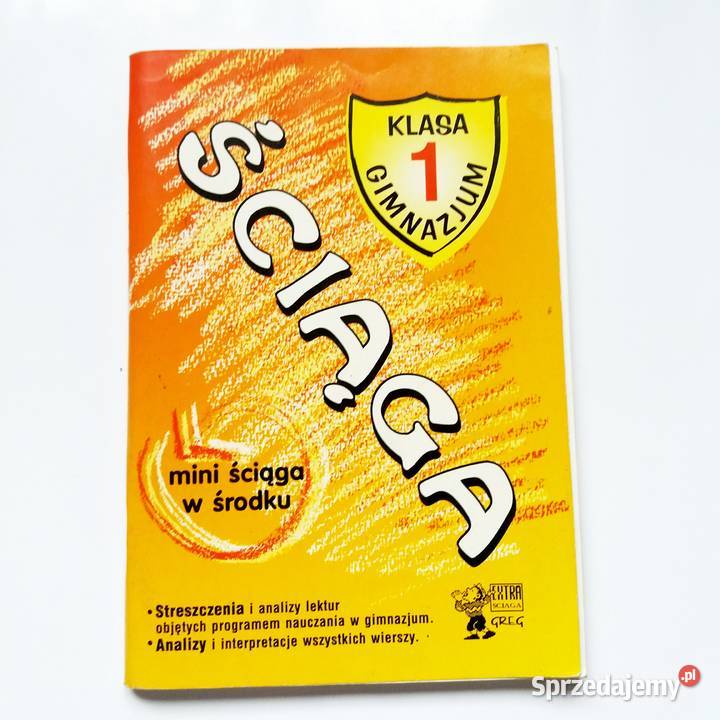 KLASA
1
GIMNAZJUM
ŚCIĄGA
mini ściąga
w środku
• Streszczenia i analizy lektur
objętych programem nauczania w gimnazjum.
• Analizy i interpretacje wszystkich wierszy.
EXTRA
ŚCIĄGA
GREG
Sprzedajemy.pl